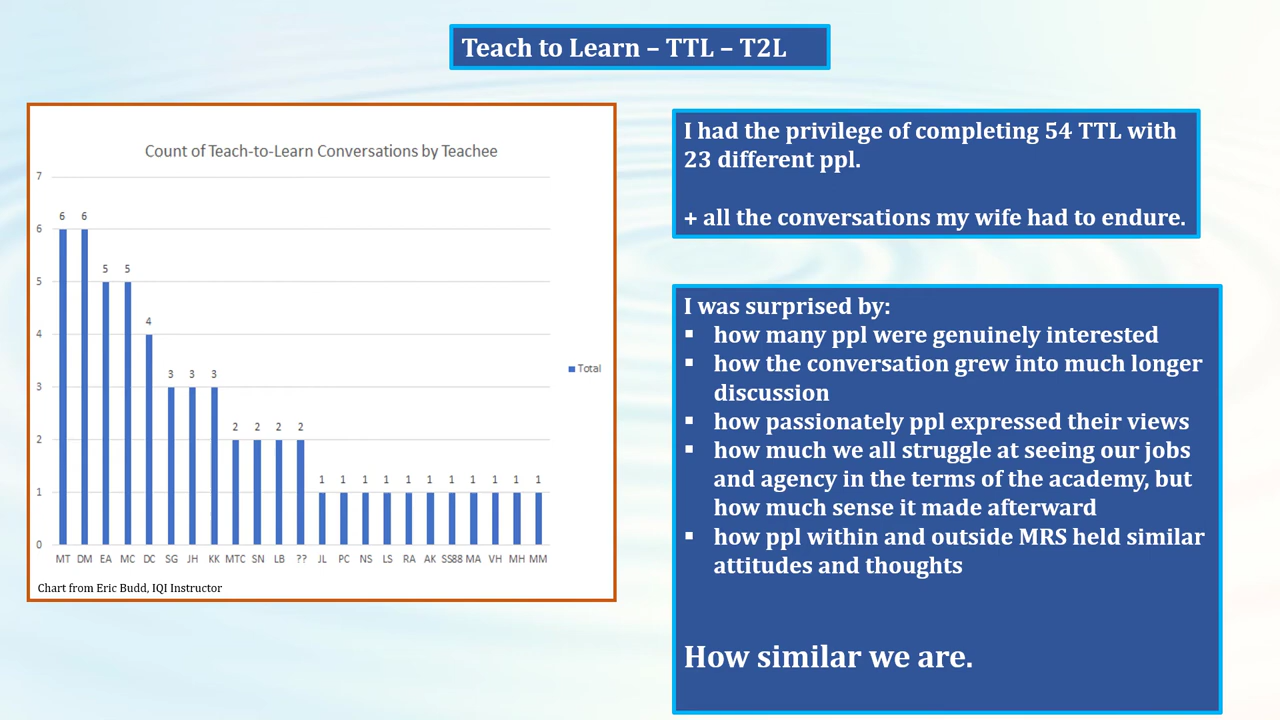 Teach to Learn – TTL – T2L
Count of Teach-to-Learn Conversations by Teachee
7
6
5
4
3
2
1
0
6 6 5 5 4 3 3 3 2 2 2 2 1 1 1 1 1 1 1 1 1 1 1
MT DM EA MC DC SG JH KK MTC SN LB ?? JL PC NS LS RA AK SS88 MA VH MH MM
Total
Chart from Eric Budd, IQI Instructor
I had the privilege of completing 54 TTL with
23 different ppl.
+ all the conversations my wife had to endure.
I was surprised by:
▪ how many ppl were genuinely interested
▪ how the conversation grew into much longer
discussion
▪ how passionately ppl expressed their views
▪ how much we all struggle at seeing our jobs
and agency in the terms of the academy, but
how much sense it made afterward
▪ how ppl within and outside MRS held similar
attitudes and thoughts
How similar we are.